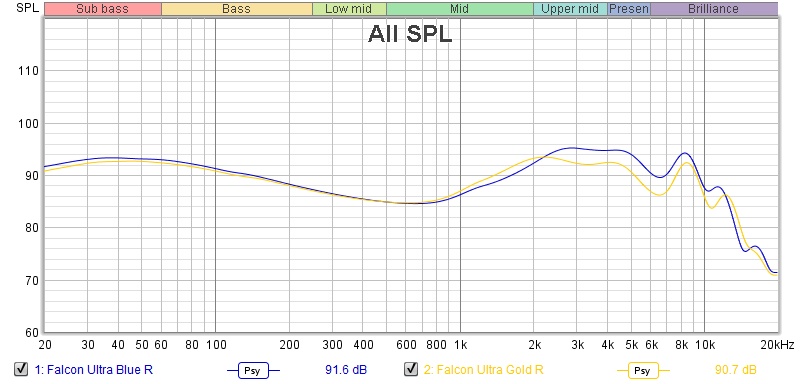 SPL Sub bass Bass Low mid Mid Upper mid Presen Brilliance
All SPL
110
100
90
80
70
60
20 30 40 50 60 80 100 200 300 400 600 800 1k 2k 3k 4k 5k 6k 8k 10k 20kHz
1: Falcon Ultra Blue R Psy 91.6 dB 2: Falcon Ultra Gold R Psy 90.7 dB